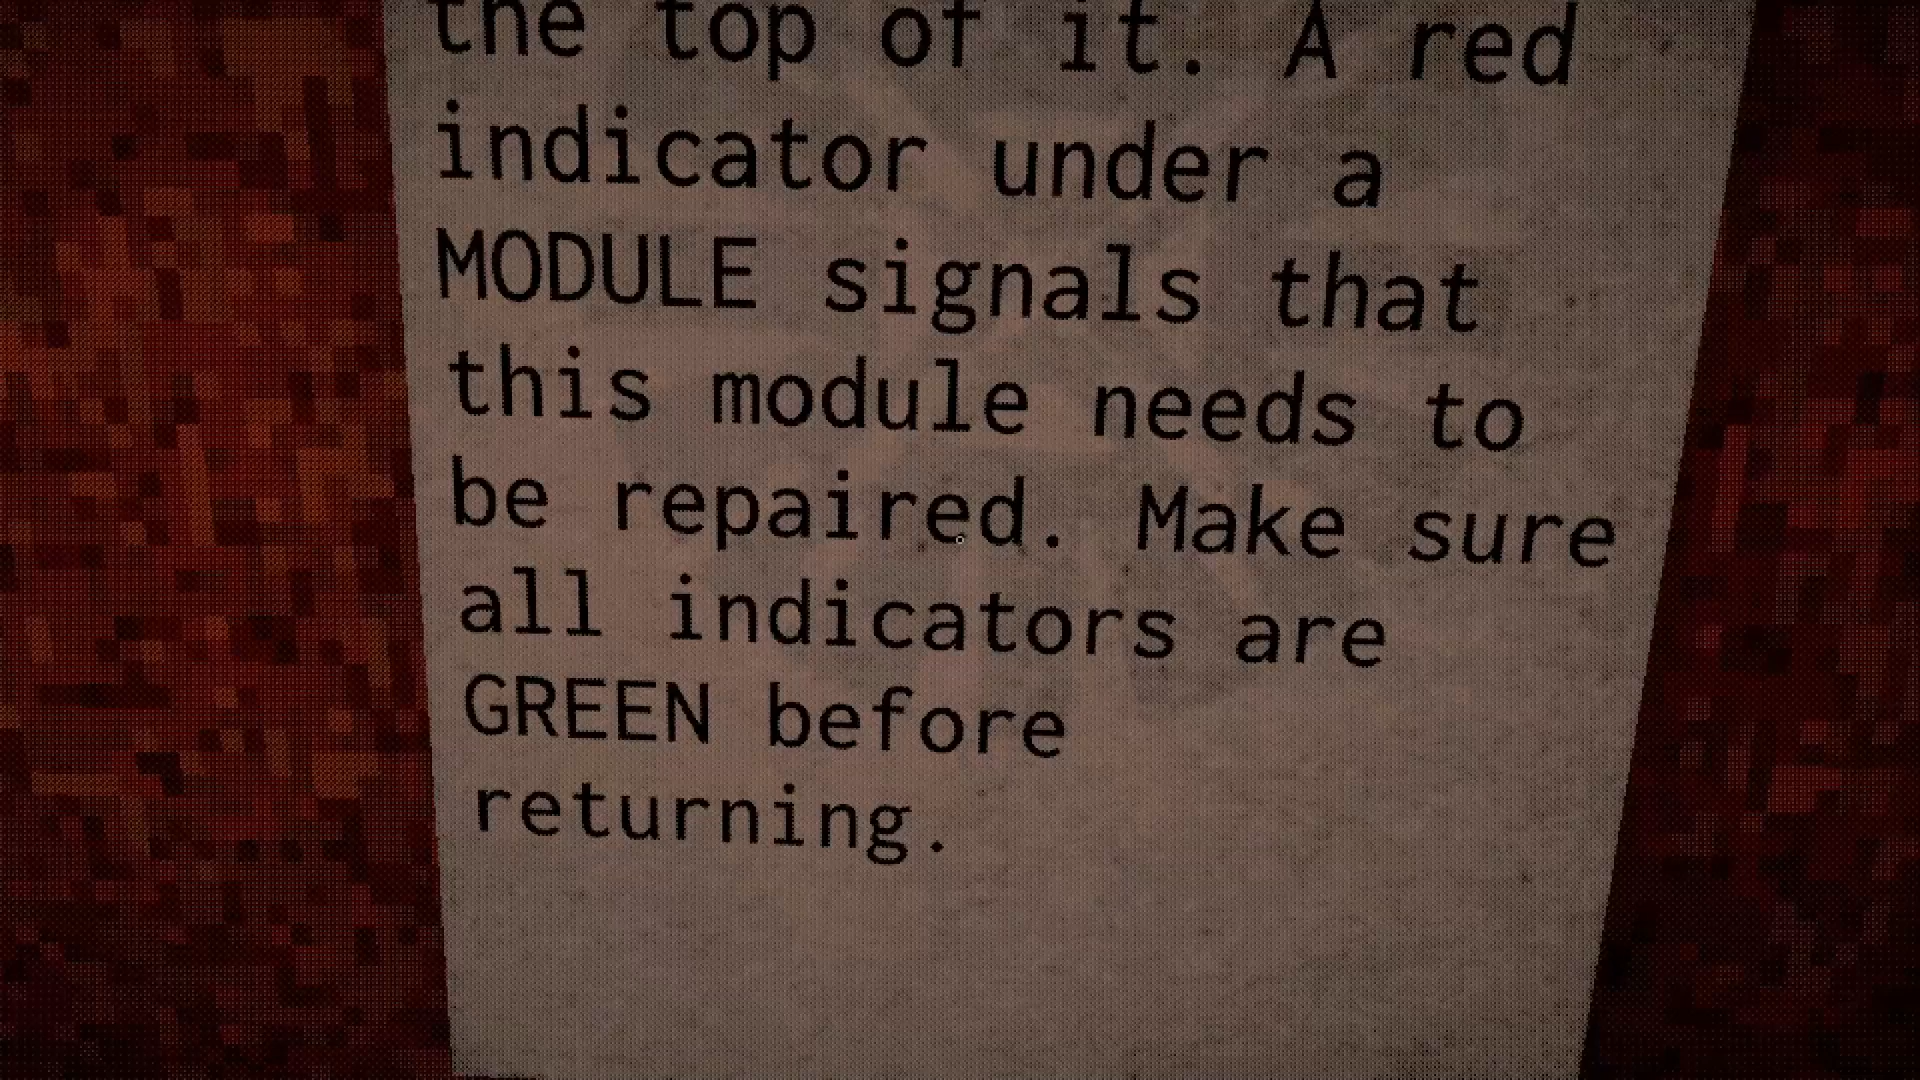 the top of it. A red
indicator under a
MODULE signals that
this module needs to
be repaired. Make sure
all indicators are
GREEN before
returning.